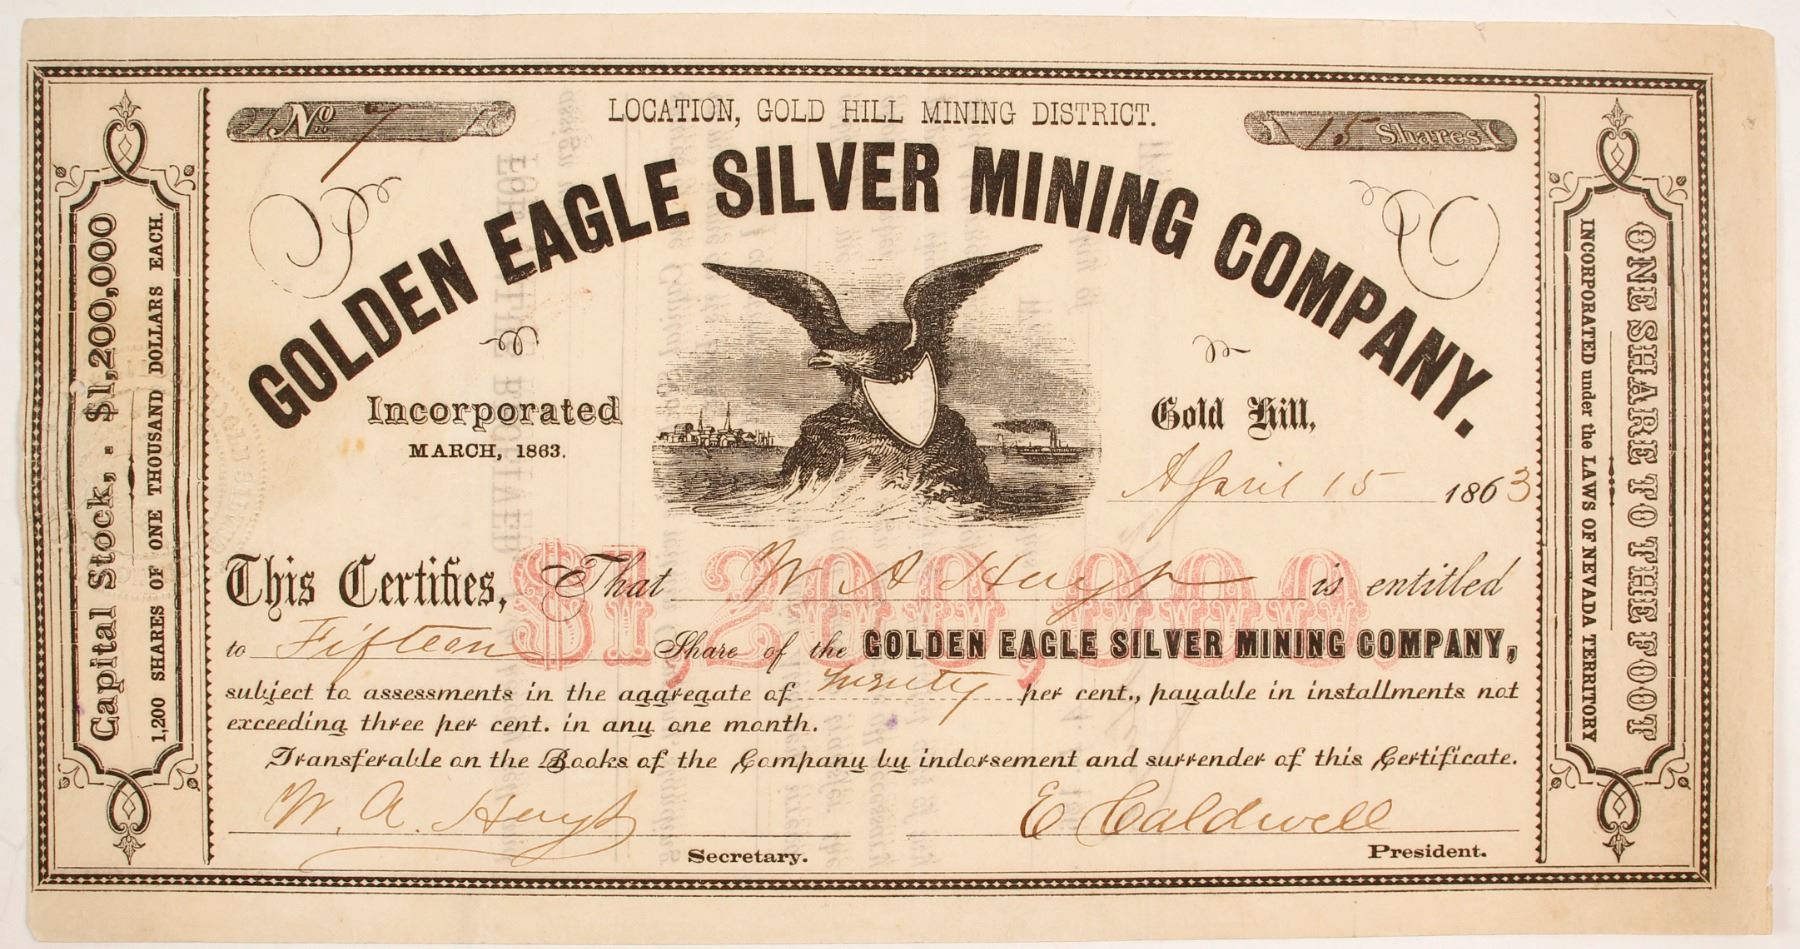 No 7
LOCATION, GOLD HILL MINING DISTRICT.
15 Shares
GOLDEN EAGLE SILVER MINING COMPANY.
Incorporated
MARCH, 1863.
Gold Hill,
April 15 1863
This Certifies, That W A Huyt is entitled
to Fifteen Share of the GOLDEN EAGLE SILVER MINING COMPANY,
subject to assessments in the aggregate of twenty per cent., payable in installments not
exceeding three per cent. in any one month.
Transferable on the Books of the Company by indorsement and surrender of this Certificate.
W. A. Huyt
Secretary.
E Caldwell
President.
$1,200,000.
Capital Stock, - $1,200,000
1,200 SHARES OF ONE THOUSAND DOLLARS EACH.
ONE SHARE TO THE FOOT
INCORPORATED under the LAWS OF NEVADA TERRITORY